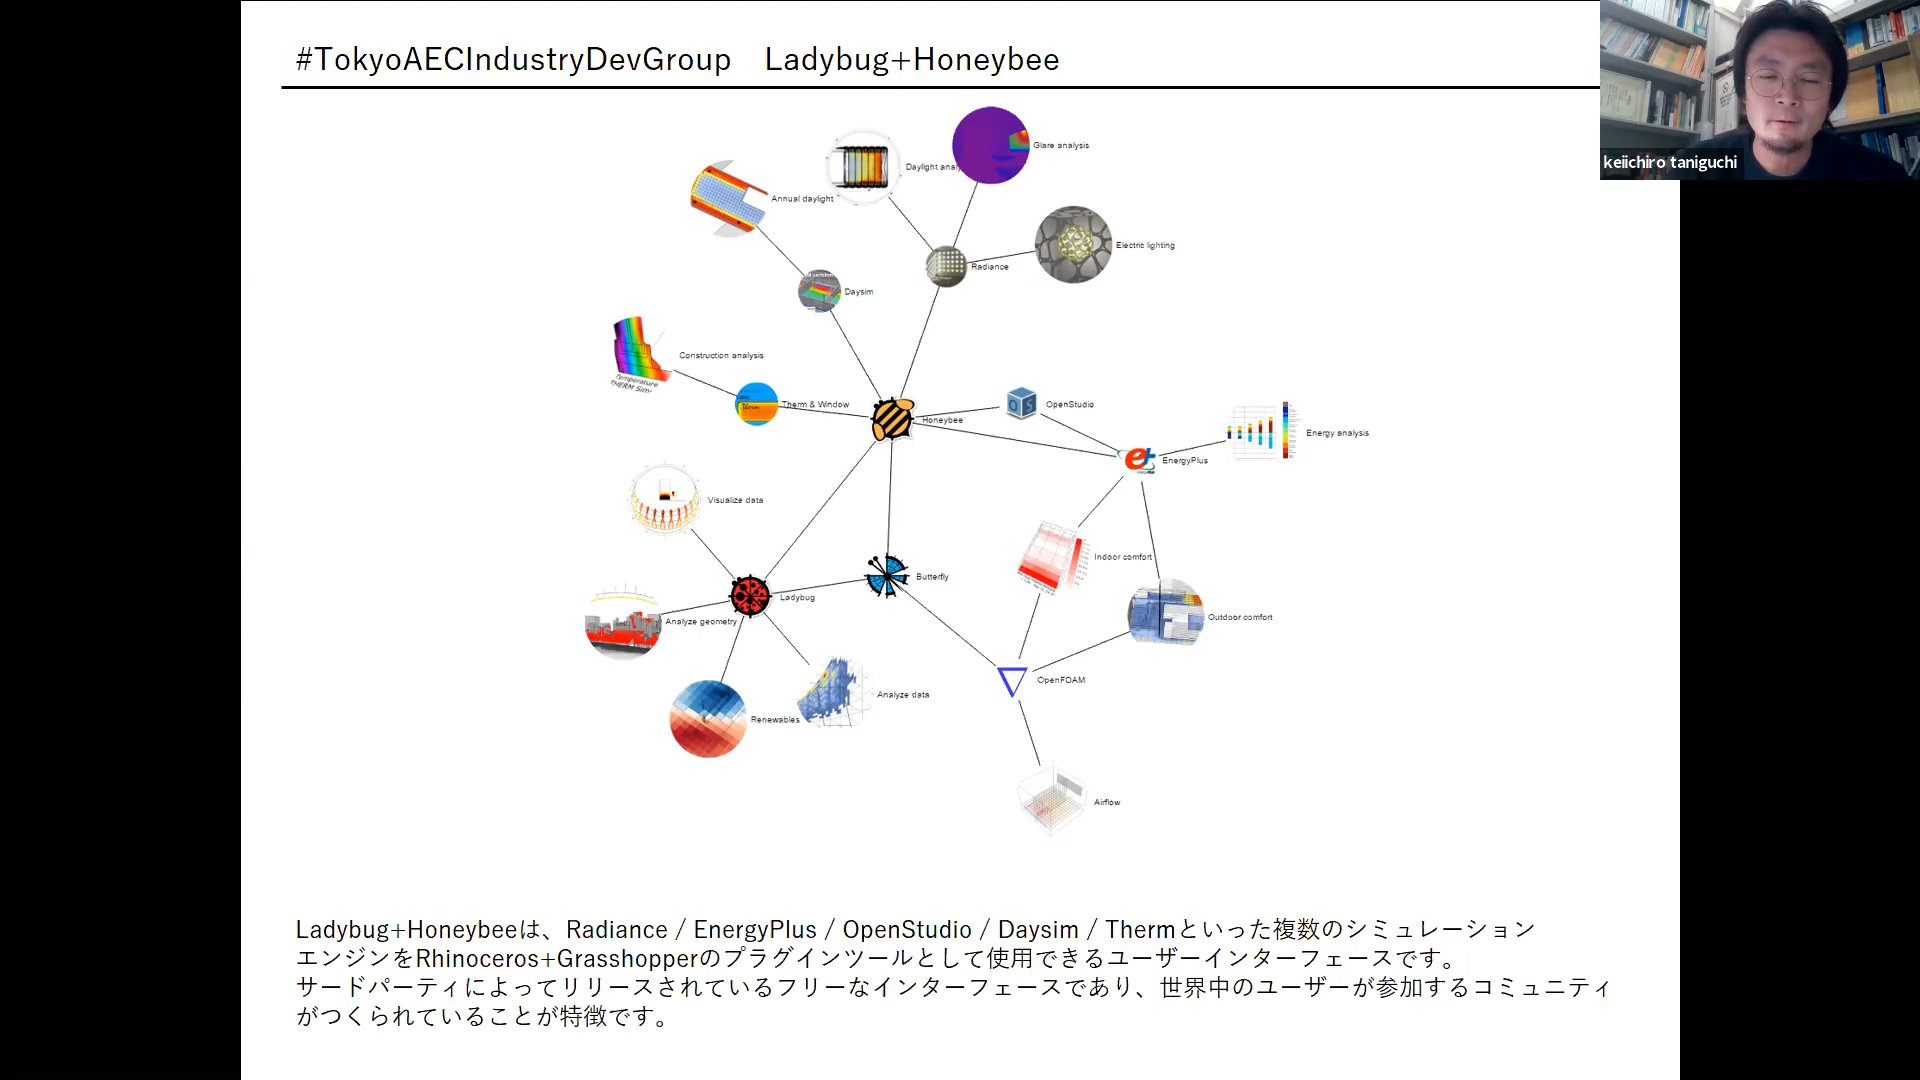 #TokyoAECIndustryDevGroup　Ladybug+Honeybee
keiichiro taniguchi
Glare analysis
Daylight analy
Annual daylight
Electric lighting
Radiance
Daysim
Construction analysis
Temperature
THERM Sim
Therm & Window
OpenStudio
OS
Honeybee
Energy analysis
EnergyPlus
Visualize data
Indoor comfort
Butterfly
Ladybug
Outdoor comfort
Analyze geometry
OpenFOAM
Analyze data
Renewables
Airflow
Ladybug+Honeybeeは、Radiance / EnergyPlus / OpenStudio / Daysim / Thermといった複数のシミュレーション
エンジンをRhinoceros+Grasshopperのプラグインツールとして使用できるユーザーインターフェースです。
サードパーティによってリリースされているフリーなインターフェースであり、世界中のユーザーが参加するコミュニティ
がつくられていることが特徴です。